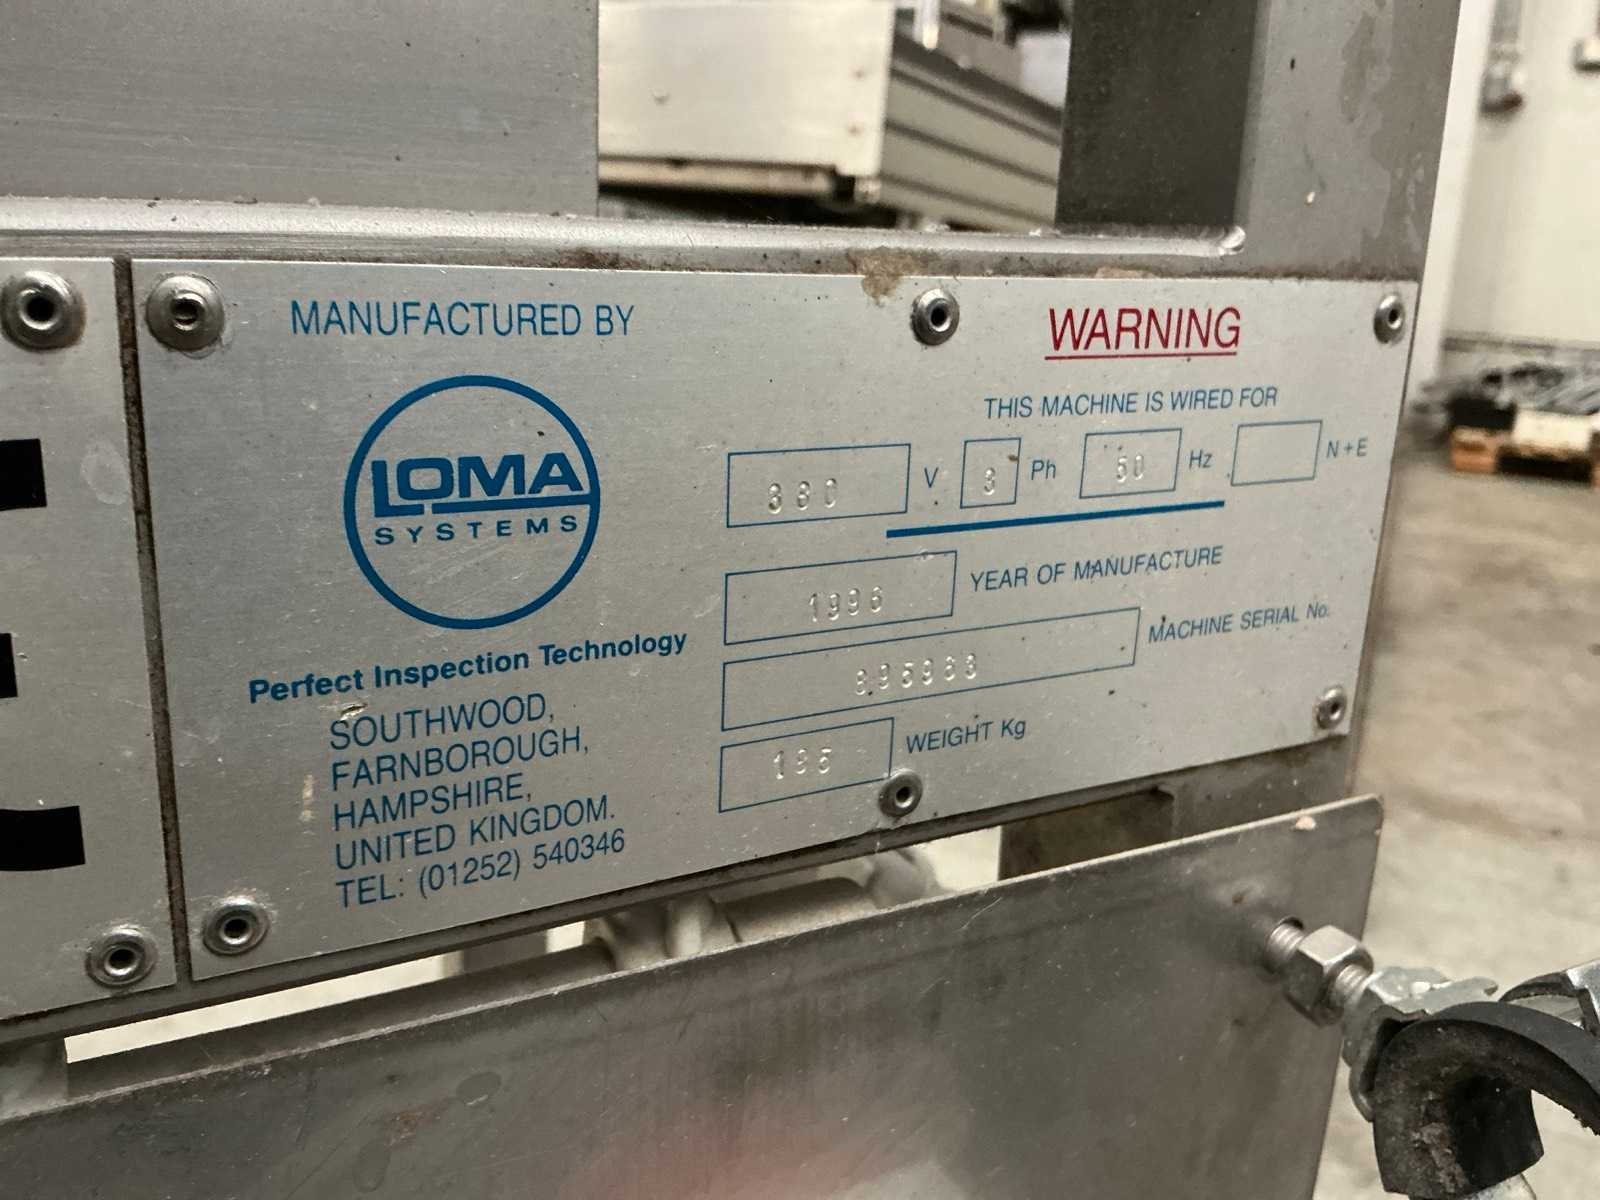 MANUFACTURED BY
LOMA
SYSTEMS
Perfect Inspection Technology
SOUTHWOOD,
FARNBOROUGH,
HAMPSHIRE,
UNITED KINGDOM.
TEL: (01252) 540346
WARNING
THIS MACHINE IS WIRED FOR
V 3 Ph 50 Hz N+E
1996 YEAR OF MANUFACTURE
MACHINE SERIAL No.
195 WEIGHT Kg